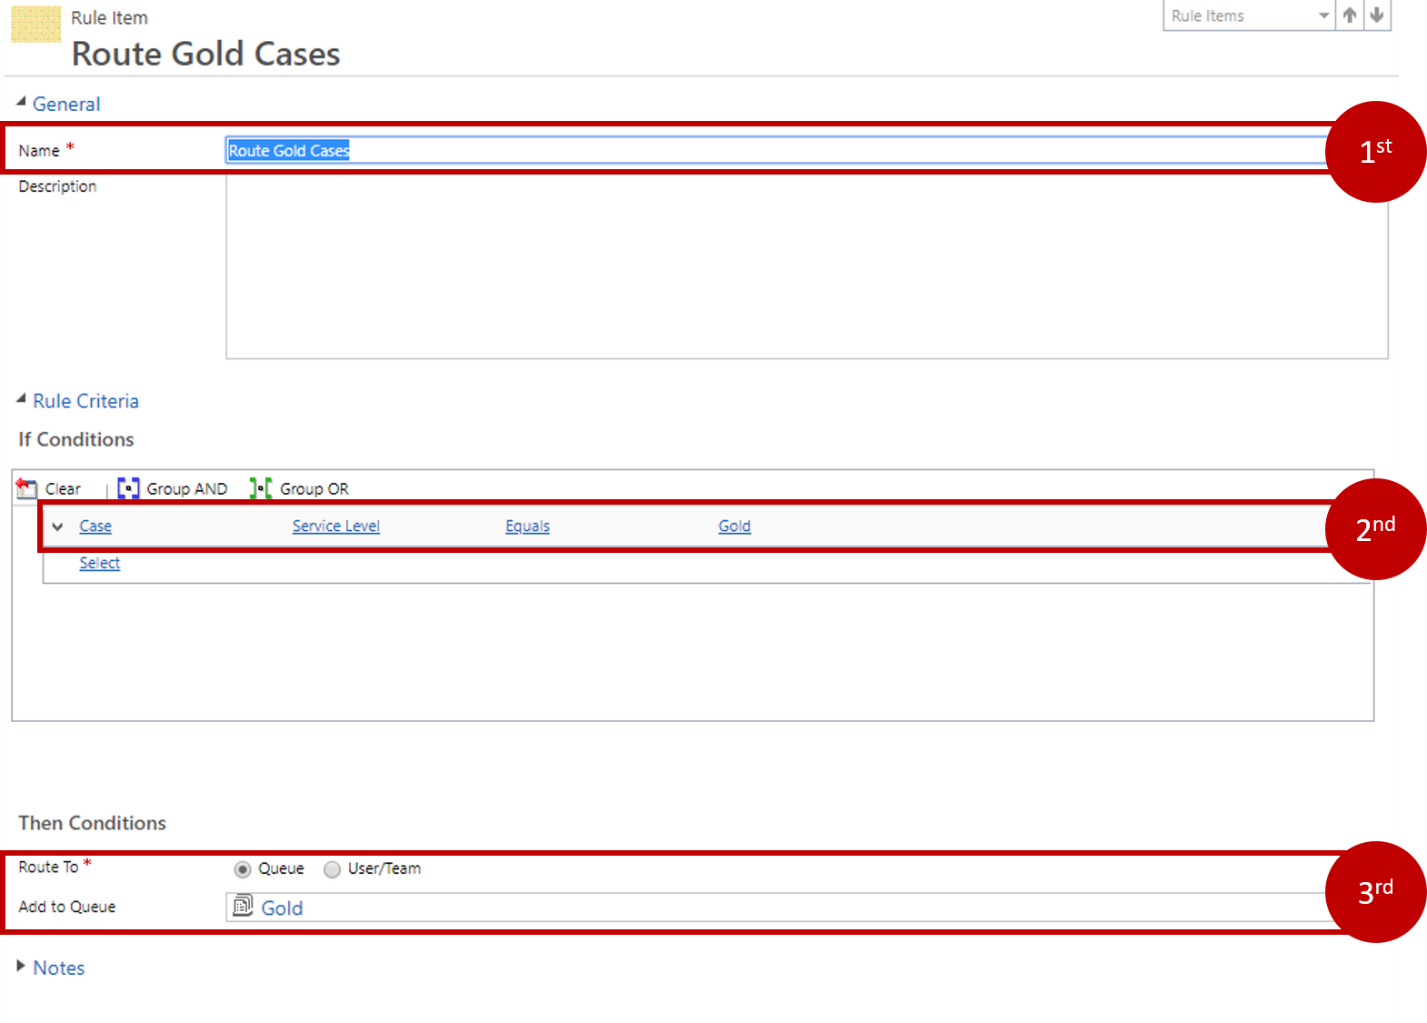 Rule Item
Rule Items
Route Gold Cases
General
Name * Route Gold Cases
1st
Description
Rule Criteria
If Conditions
Clear | Group AND Group OR
Case Service Level Equals Gold
2nd
Select
Then Conditions
Route To * Queue User/Team
Add to Queue Gold
3rd
Notes